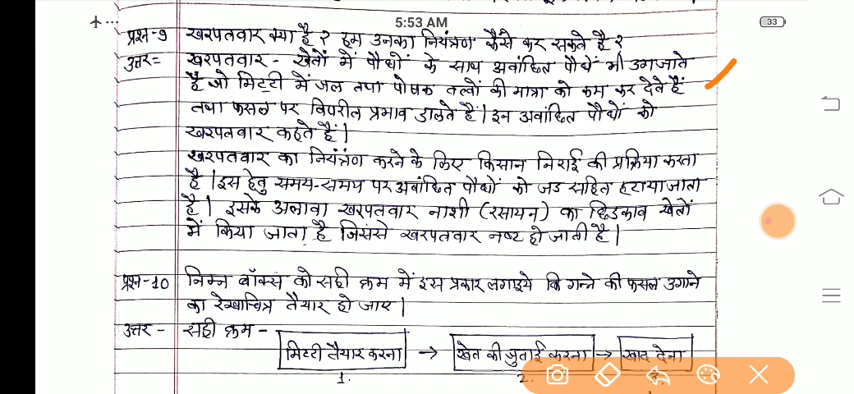 5:53 AM
33
प्रश्न-9 खरपतवार क्या है? हम उनका नियंत्रण कैसे कर सकते है?
उत्तर= खरपतवार - खेतों में पौधों के साथ अवांछित पौधें भी उग जाते
है जो मिट्टी में जल तथा पोषक तत्वों की मात्रा को कम कर देते हैं
तथा फसल पर विपरीत प्रभाव डालते है। इन अवांछित पौधों को
खरपतवार कहते हैं।
खरपतवार का नियंत्रण करने के लिए किसान निराई की प्रक्रिया करता
है। इस हेतु समय-समय पर अवांछित पौधों को जड सहित हटाया जाता
है। इसके अलावा खरपतवार नाशी (रसायन) का छिडकाव खेतों
में किया जाता है जिससे खरपतवार नष्ट हो जाती है।
प्रश्न-10 निम्न बॉक्स को सही क्रम में इस प्रकार लगाइये कि गन्ने की फसल उगाने
का रेखाचित्र तैयार हो जाए।
उत्तर - सही क्रम -
मिट्टी तैयार करना → खेत की जुताई करना → खाद देना
1. 2.